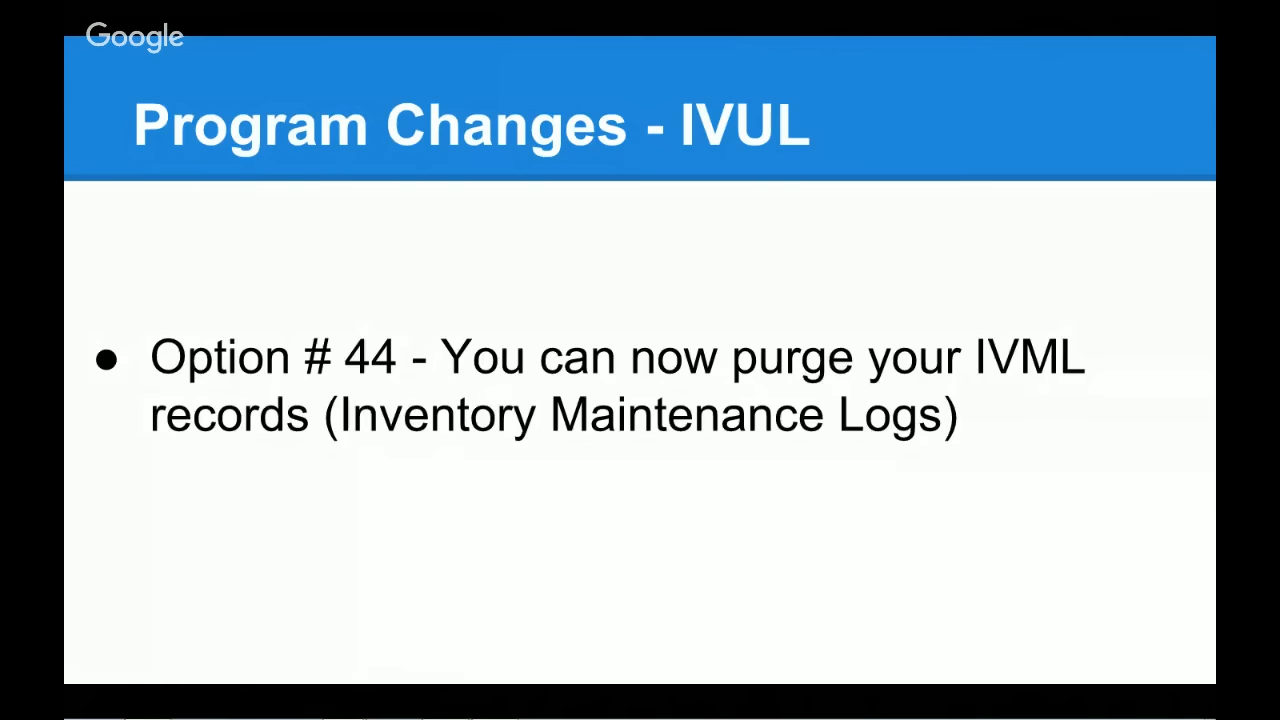 Google
Program Changes - IVUL
● Option # 44 - You can now purge your IVML
records (Inventory Maintenance Logs)